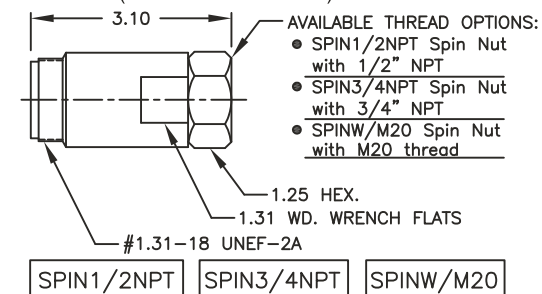 3.10
AVAILABLE THREAD OPTIONS:
● SPIN1/2NPT Spin Nut
with 1/2" NPT
● SPIN3/4NPT Spin Nut
with 3/4" NPT
● SPINW/M20 Spin Nut
with M20 thread
1.25 HEX.
1.31 WD. WRENCH FLATS
#1.31-18 UNEF-2A
SPIN1/2NPT
SPIN3/4NPT
SPINW/M20